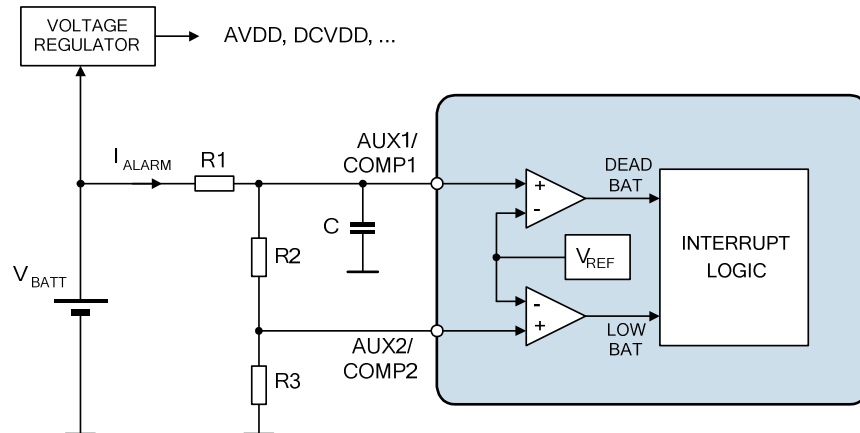 VOLTAGE
REGULATOR
AVDD, DCVDD, ...
I ALARM
R1
AUX1/
COMP1
DEAD
BAT
+
-
C
R2
VREF
INTERRUPT
LOGIC
V BATT
-
+
LOW
BAT
AUX2/
COMP2
R3